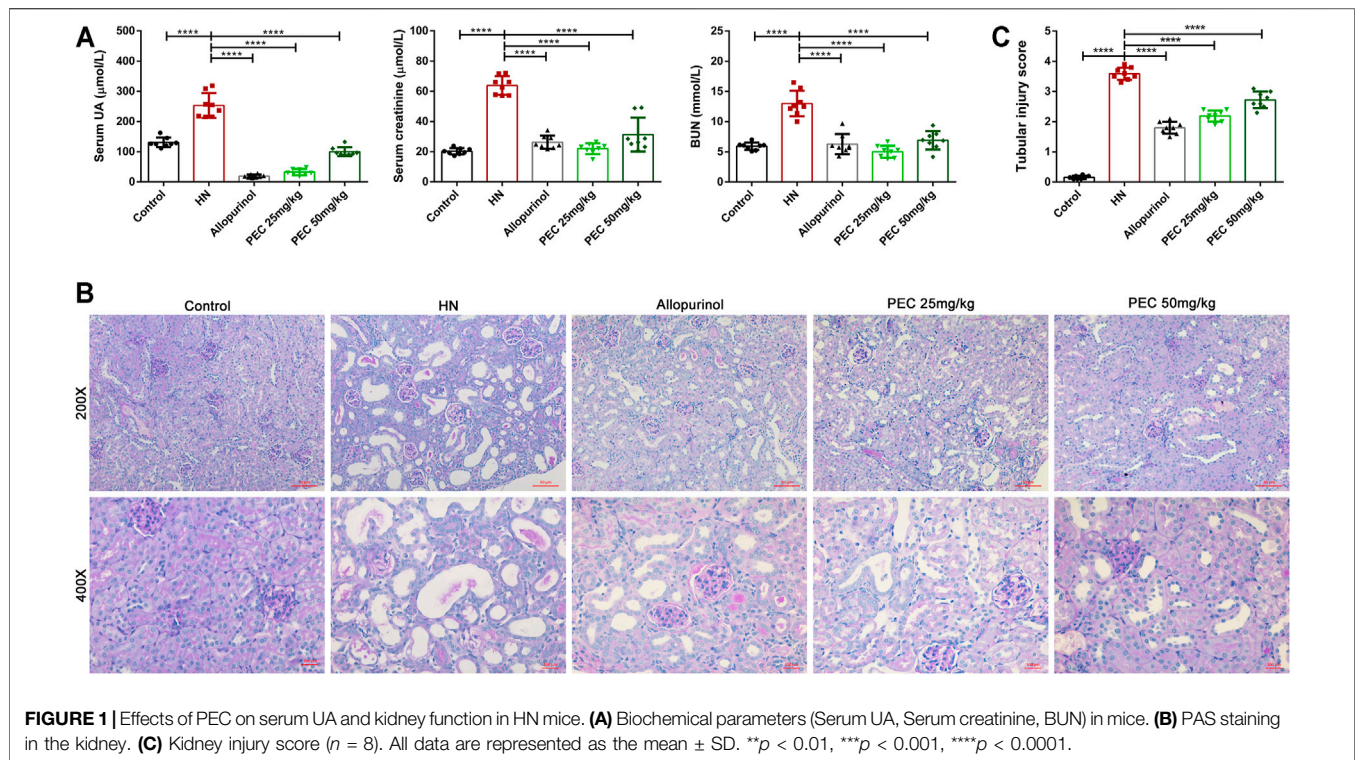 A
500
400
300
200
100
0
Serum UA (μmol/L)
****
****
****
****
Control
HN
Allopurinol
PEC 25mg/kg
PEC 50mg/kg
100
80
60
40
20
0
Serum creatinine (μmol/L)
****
****
****
****
Control
HN
Allopurinol
PEC 25mg/kg
PEC 50mg/kg
25
20
15
10
5
0
BUN (mmol/L)
****
****
****
****
Control
HN
Allopurinol
PEC 25mg/kg
PEC 50mg/kg
C
5
4
3
2
1
0
Tubular injury score
****
****
****
****
Cotrol
HN
Allopurinol
PEC 25mg/kg
PEC 50mg/kg
B
Control
HN
Allopurinol
PEC 25mg/kg
PEC 50mg/kg
200X
400X
FIGURE 1 | Effects of PEC on serum UA and kidney function in HN mice. (A) Biochemical parameters (Serum UA, Serum creatinine, BUN) in mice. (B) PAS staining
in the kidney. (C) Kidney injury score (n = 8). All data are represented as the mean ± SD. **p < 0.01, ***p < 0.001, ****p < 0.0001.